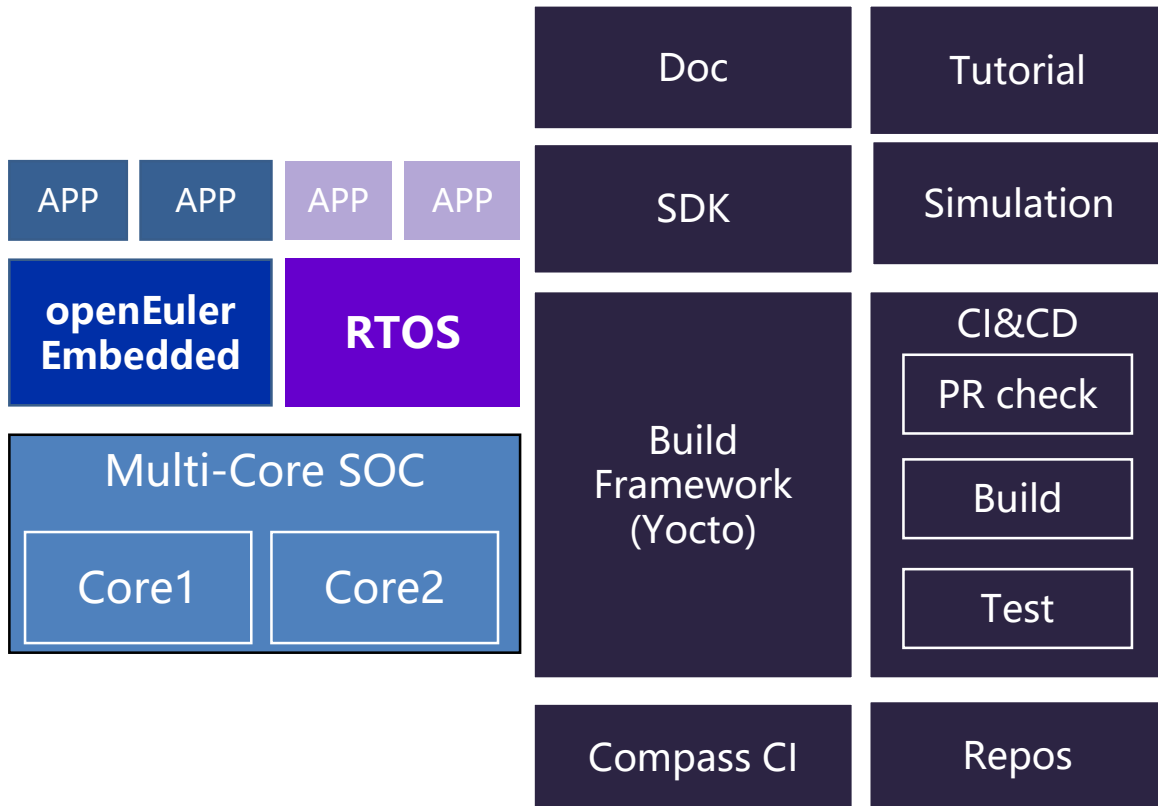 Doc
Tutorial
APP
APP
APP
APP
SDK
Simulation
openEuler
Embedded
RTOS
Multi-Core SOC
Core1
Core2
Build
Framework
(Yocto)
CI&CD
PR check
Build
Test
Compass CI
Repos